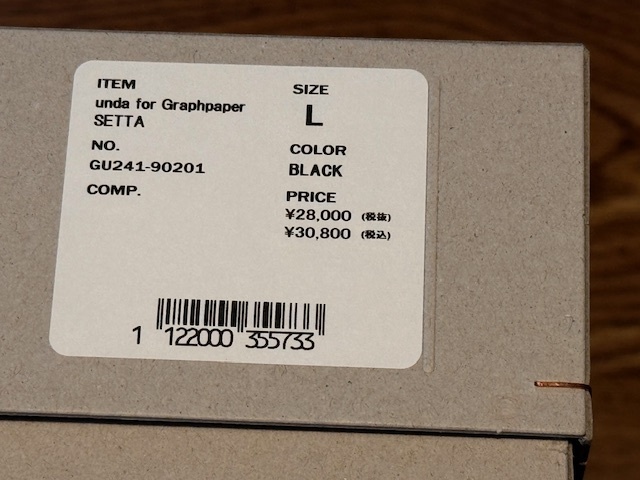 ITEM
unda for Graphpaper
SETTA
NO.
GU241-90201
COMP.
SIZE
L
COLOR
BLACK
PRICE
¥28,000 (税抜)
¥30,800 (税込)
1 122000 355733